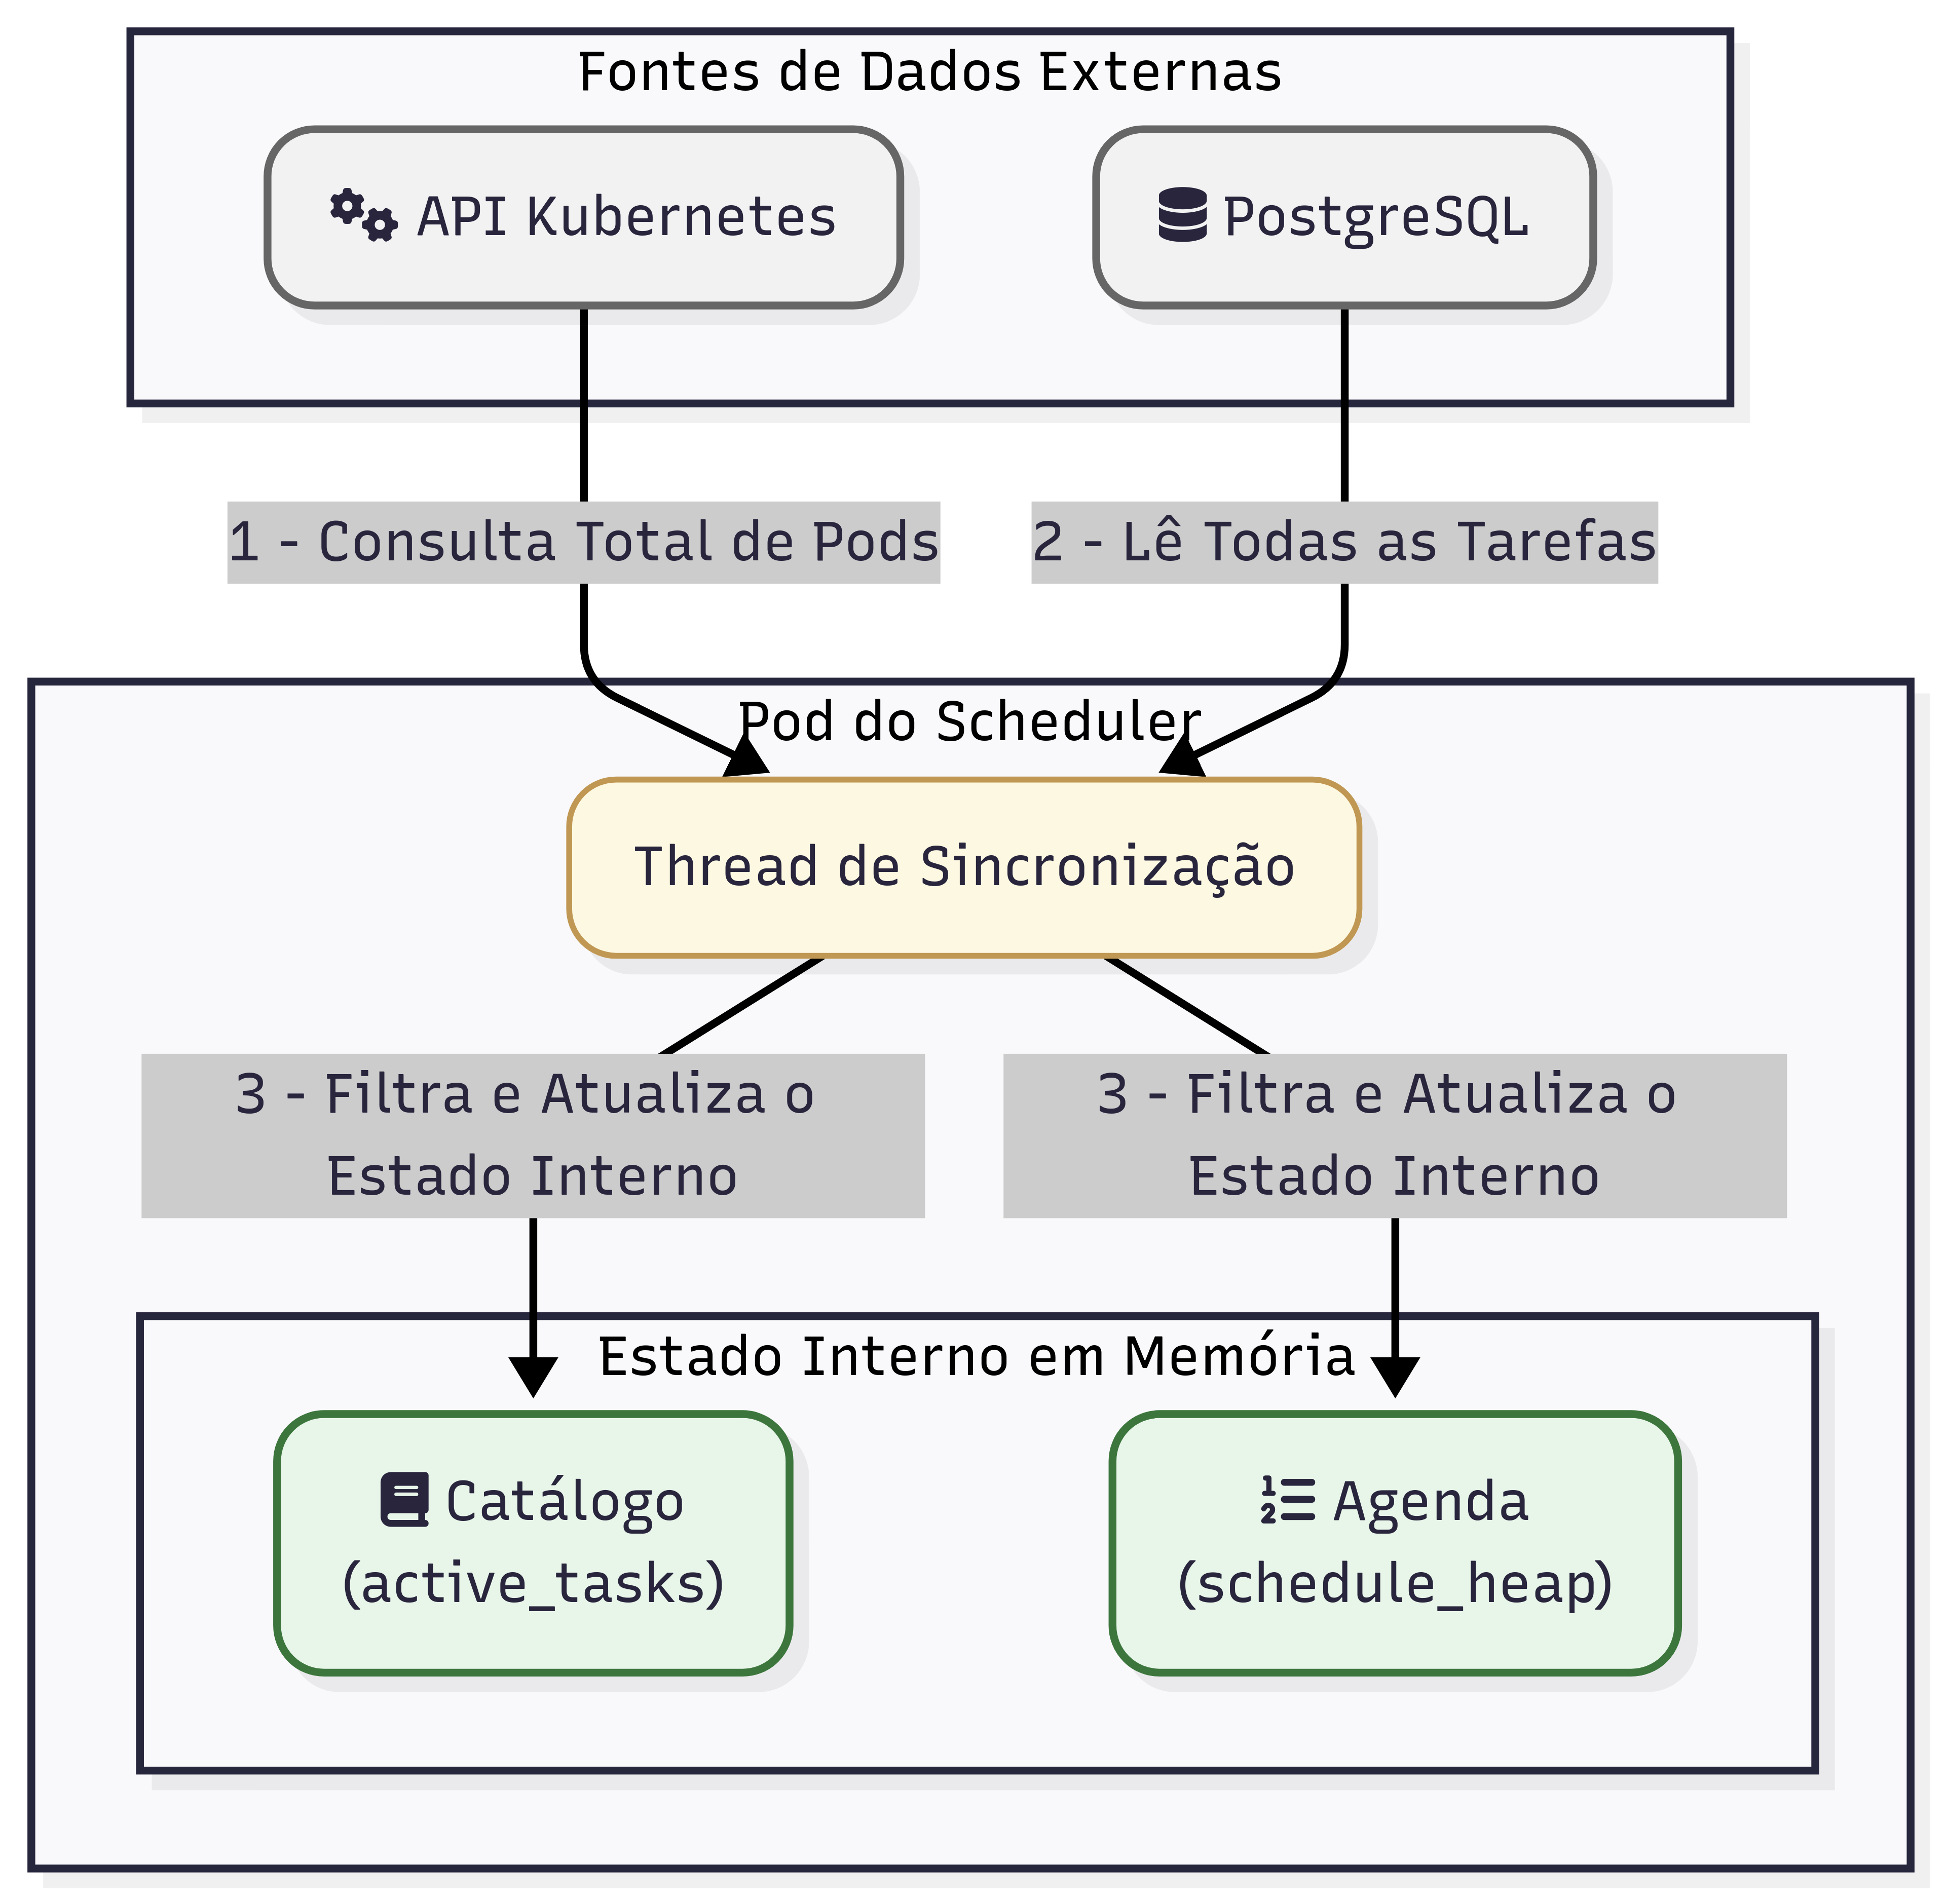 Fontes de Dados Externas
API Kubernetes
PostgreSQL
1 - Consulta Total de Pods
2 - Lê Todas as Tarefas
Pod do Scheduler
Thread de Sincronização
3 - Filtra e Atualiza o
Estado Interno
3 - Filtra e Atualiza o
Estado Interno
Estado Interno em Memória
Catálogo
(active_tasks)
Agenda
(schedule_heap)